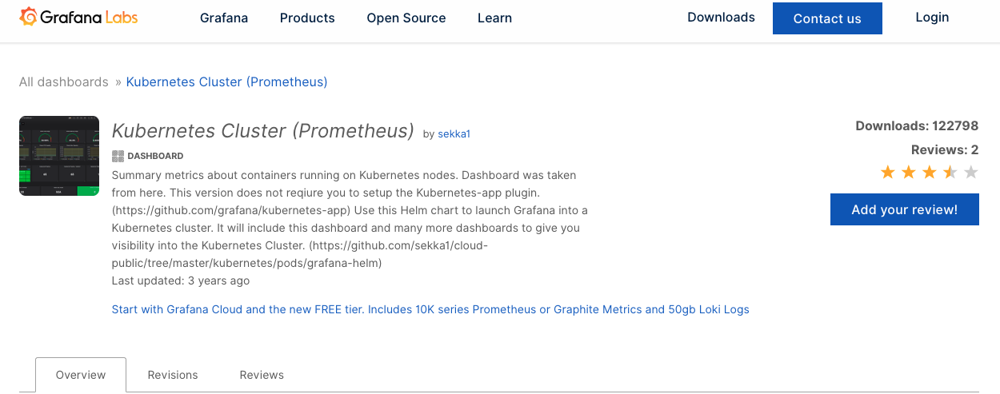 Grafana Labs Grafana Products Open Source Learn Downloads Contact us Login
All dashboards » Kubernetes Cluster (Prometheus)
Kubernetes Cluster (Prometheus) by sekka1
DASHBOARD
Summary metrics about containers running on Kubernetes nodes. Dashboard was taken
from here. This version does not reqiure you to setup the Kubernetes-app plugin.
(https://github.com/grafana/kubernetes-app) Use this Helm chart to launch Grafana into a
Kubernetes cluster. It will include this dashboard and many more dashboards to give you
visibility into the Kubernetes Cluster. (https://github.com/sekka1/cloud-
public/tree/master/kubernetes/pods/grafana-helm)
Last updated: 3 years ago
Start with Grafana Cloud and the new FREE tier. Includes 10K series Prometheus or Graphite Metrics and 50gb Loki Logs
Downloads: 122798
Reviews: 2
Add your review!
Overview Revisions Reviews